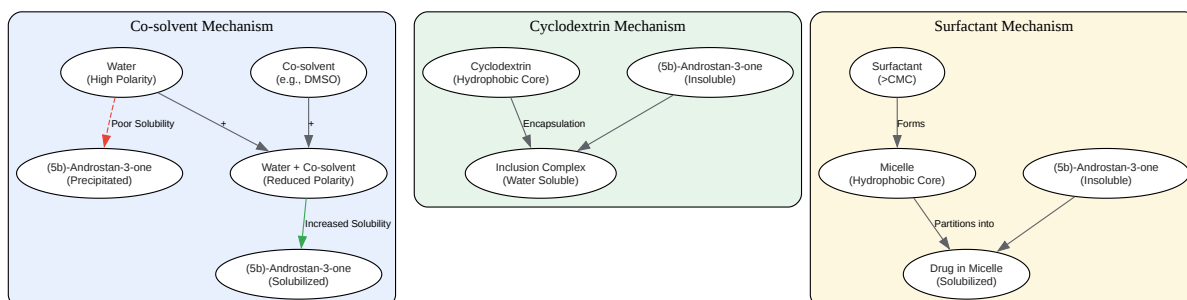 Co-solvent Mechanism
Water
(High Polarity)
Co-solvent
(e.g., DMSO)
Poor Solubility
+
+
(5b)-Androstan-3-one
(Precipitated)
Water + Co-solvent
(Reduced Polarity)
Increased Solubility
(5b)-Androstan-3-one
(Solubilized)
Cyclodextrin Mechanism
Cyclodextrin
(Hydrophobic Core)
(5b)-Androstan-3-one
(Insoluble)
Encapsulation
Inclusion Complex
(Water Soluble)
Surfactant Mechanism
Surfactant
(>CMC)
Forms
Micelle
(Hydrophobic Core)
(5b)-Androstan-3-one
(Insoluble)
Partitions into
Drug in Micelle
(Solubilized)